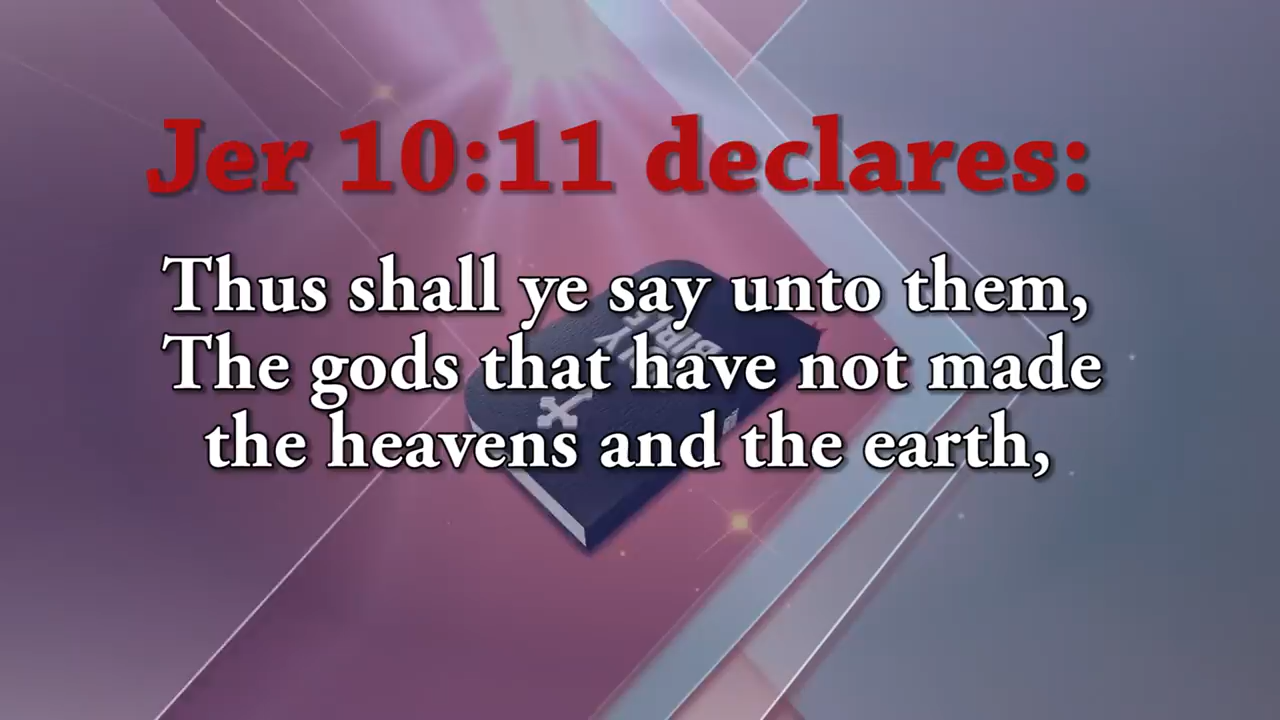 Jer 10:11 declares:
Thus shall ye say unto them,
The gods that have not made
the heavens and the earth,